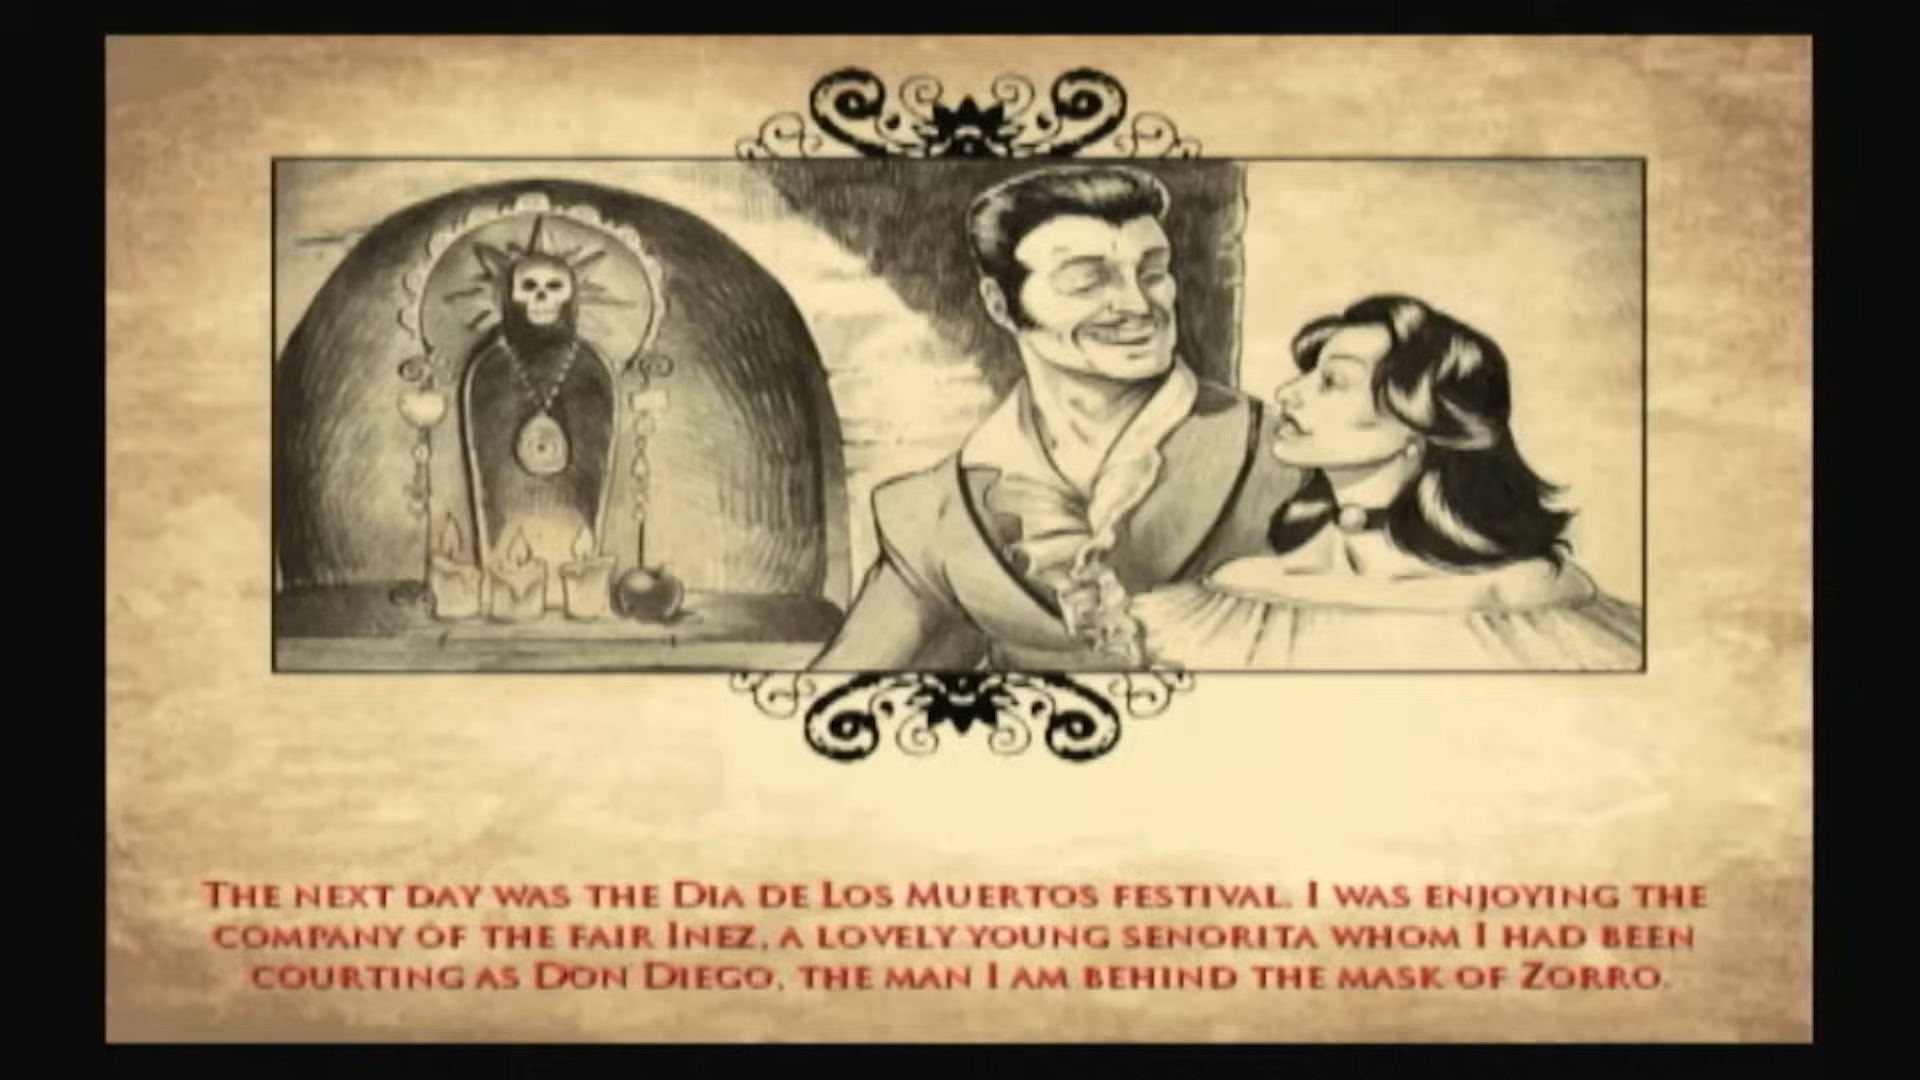 The next day was the Dia de Los Muertos festival. I was enjoying the
company of the fair Inez, a lovely young senorita whom I had been
courting as Don Diego, the man I am behind the mask of Zorro.